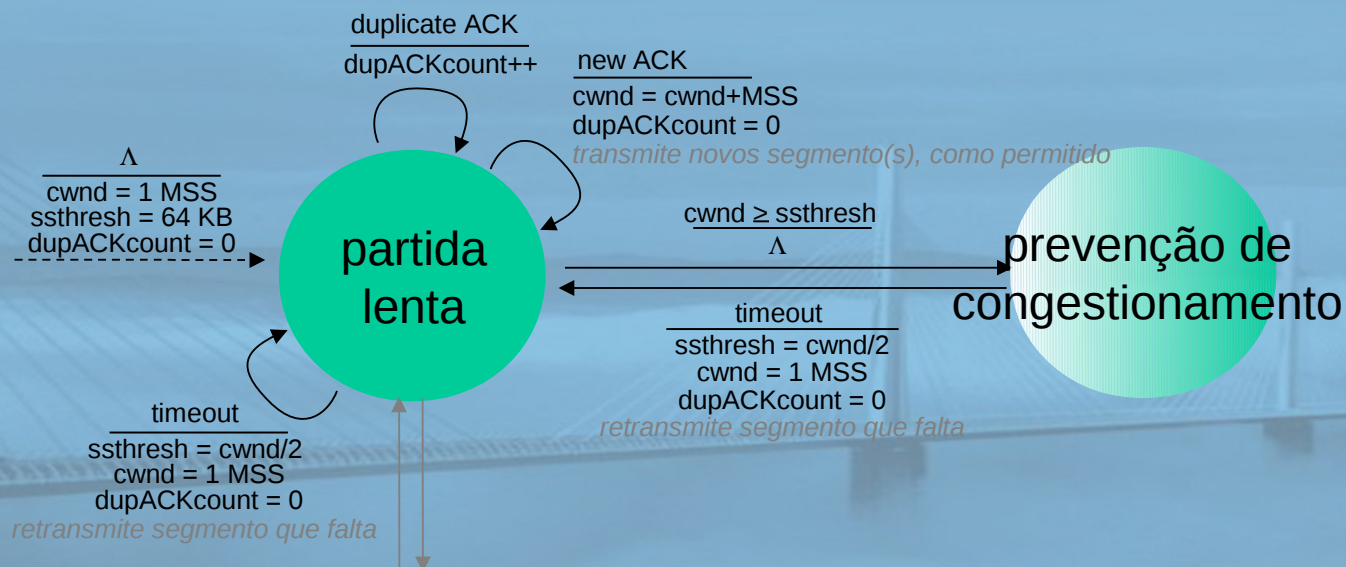 duplicate ACK
dupACKcount++
new ACK
cwnd = cwnd+MSS
dupACKcount = 0
transmite novos segmento(s), como permitido
Λ
cwnd = 1 MSS
ssthresh = 64 KB
dupACKcount = 0
partida
lenta
cwnd ≥ ssthresh
Λ
prevenção de
congestionamento
timeout
ssthresh = cwnd/2
cwnd = 1 MSS
dupACKcount = 0
retransmite segmento que falta
timeout
ssthresh = cwnd/2
cwnd = 1 MSS
dupACKcount = 0
retransmite segmento que falta